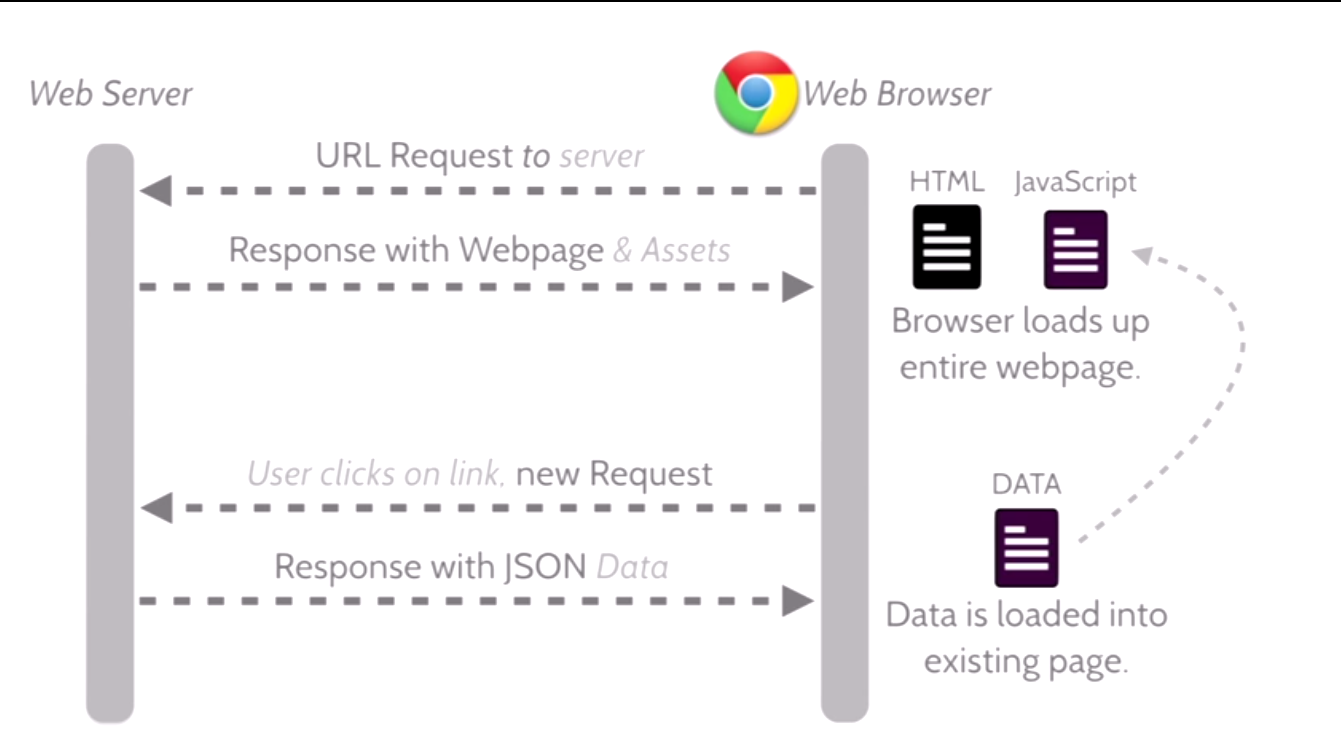 Web Server
Web Browser
URL Request to server
HTML
JavaScript
Response with Webpage & Assets
Browser loads up
entire webpage.
User clicks on link, new Request
DATA
Response with JSON Data
Data is loaded into
existing page.